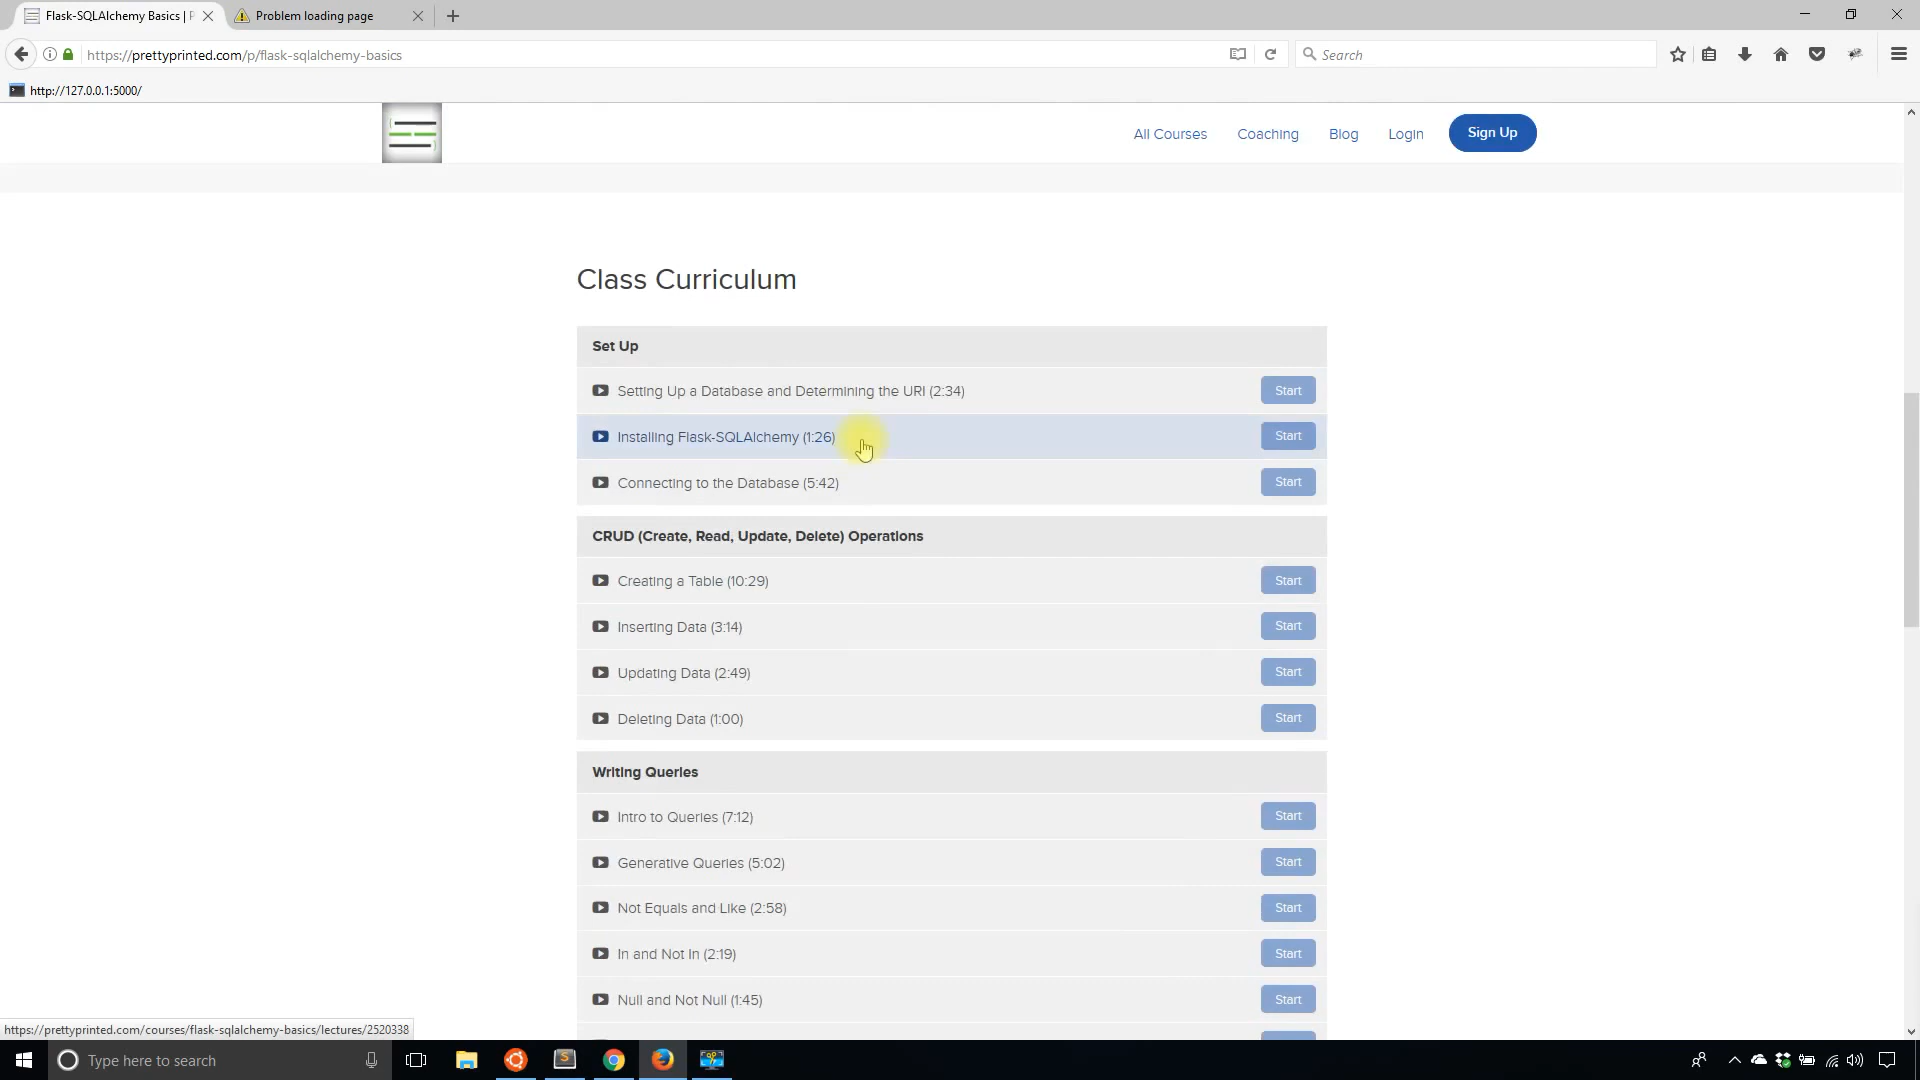 Flask-SQLAlchemy Basics | P
Problem loading page
https://prettyprinted.com/p/flask-sqlalchemy-basics
Search
http://127.0.0.1:5000/
All Courses
Coaching
Blog
Login
Sign Up
Class Curriculum
Set Up
Setting Up a Database and Determining the URI (2:34)
Start
Installing Flask-SQLAlchemy (1:26)
Start
Connecting to the Database (5:42)
Start
CRUD (Create, Read, Update, Delete) Operations
Creating a Table (10:29)
Start
Inserting Data (3:14)
Start
Updating Data (2:49)
Start
Deleting Data (1:00)
Start
Writing Queries
Intro to Queries (7:12)
Start
Generative Queries (5:02)
Start
Not Equals and Like (2:58)
Start
In and Not In (2:19)
Start
Null and Not Null (1:45)
Start
https://prettyprinted.com/courses/flask-sqlalchemy-basics/lectures/2520338
Type here to search